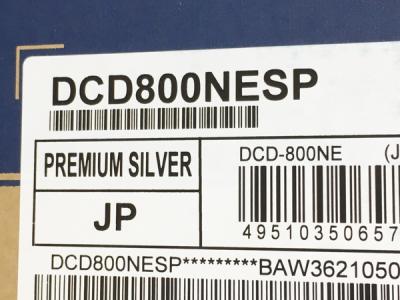 DCD800NESP
PREMIUM SILVER
JP
DCD-800NE (J
49510350657
DCD800NESP*********BAW3621050